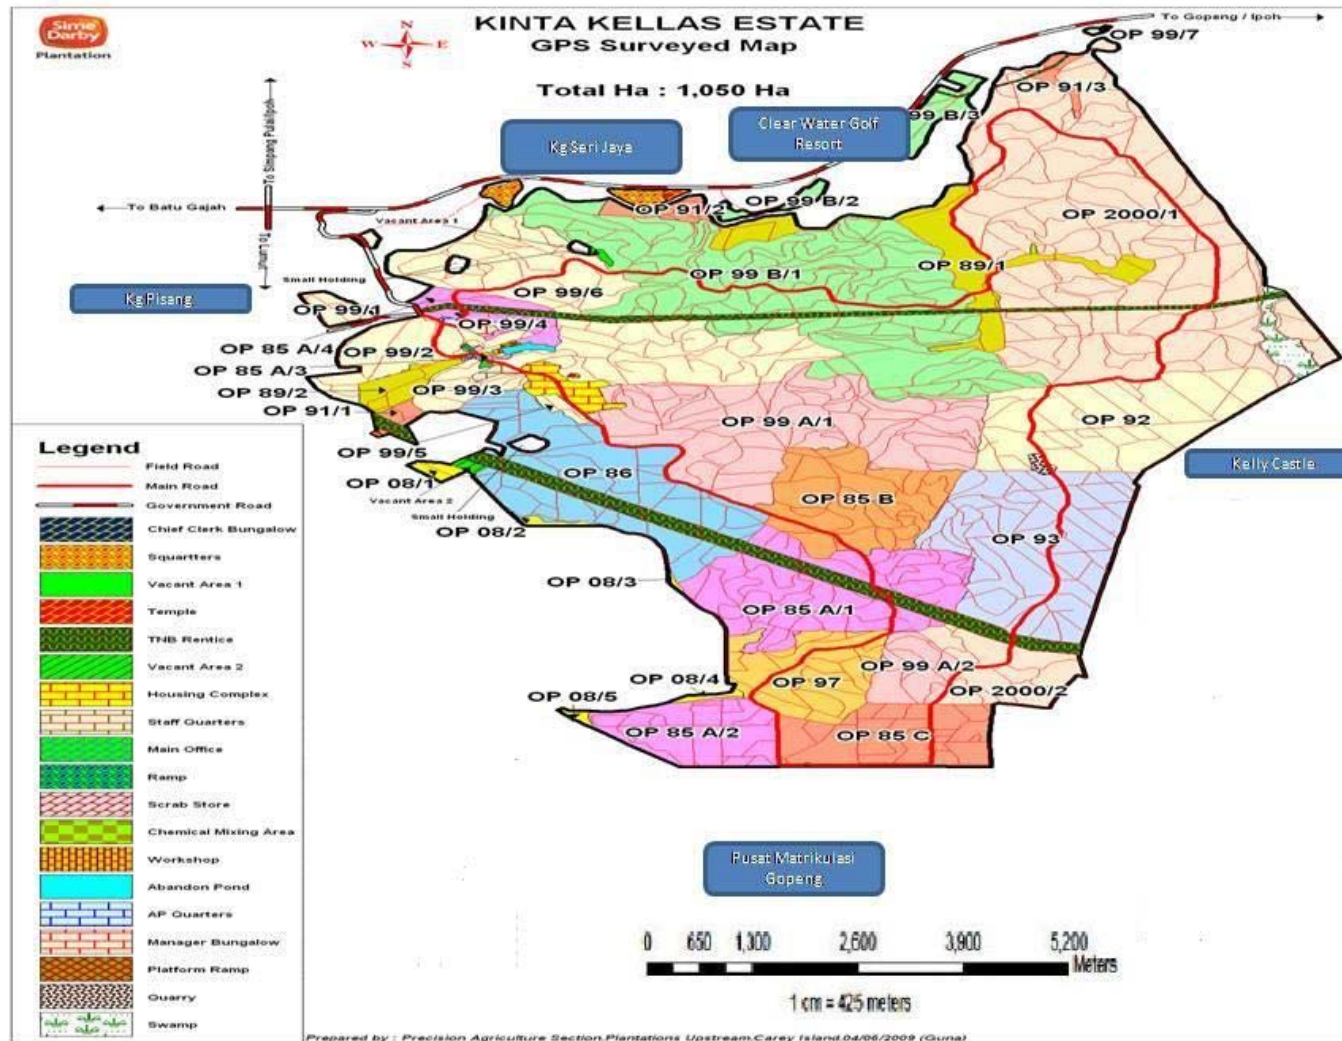 Sime
Darby
Plantation
KINTA KELLAS ESTATE
GPS Surveyed Map
Total Ha : 1,050 Ha
N
W
E
S
To Gopeng / Ipoh
OP 99/7
OP 91/3
99 B/3
Clear Water Golf
Resort
Kg Seri Jaya
To Simpang Pulai/Ipoh
To Batu Gajah
To Lumut
Vacant Area 1
OP 91/2
OP 99 B/2
OP 2000/1
OP 89/1
OP 99 B/1
Small Holding
OP 99/6
Kg Pisang
OP 99/1
OP 99/4
OP 85 A/4
OP 99/2
OP 85 A/3
OP 89/2
OP 99/3
OP 91/1
OP 92
OP 99 A/1
OP 99/5
OP 86
Kelly Castle
OP 08/1
Vacant Area 2
OP 85 B
Small Holding
OP 08/2
OP 93
OP 08/3
OP 85 A/1
OP 99 A/2
OP 08/4
OP 97
OP 2000/2
OP 08/5
OP 85 A/2
OP 85 C
Legend
Field Road
Main Road
Government Road
Chief Clerk Bungalow
Squartters
Vacant Area 1
Temple
TNB Rentice
Vacant Area 2
Housing Complex
Staff Quarters
Main Office
Ramp
Scrab Store
Chemical Mixing Area
Workshop
Abandon Pond
AP Quarters
Manager Bungalow
Platform Ramp
Quarry
Swamp
Pusat Matrikulasi
Gopeng
0 650 1,300 2,600 3,900 5,200
Meters
1 cm = 425 meters
Prepared by : Precision Agriculture Section,Plantations Upstream,Carey Island.04/06/2009 (Guna)